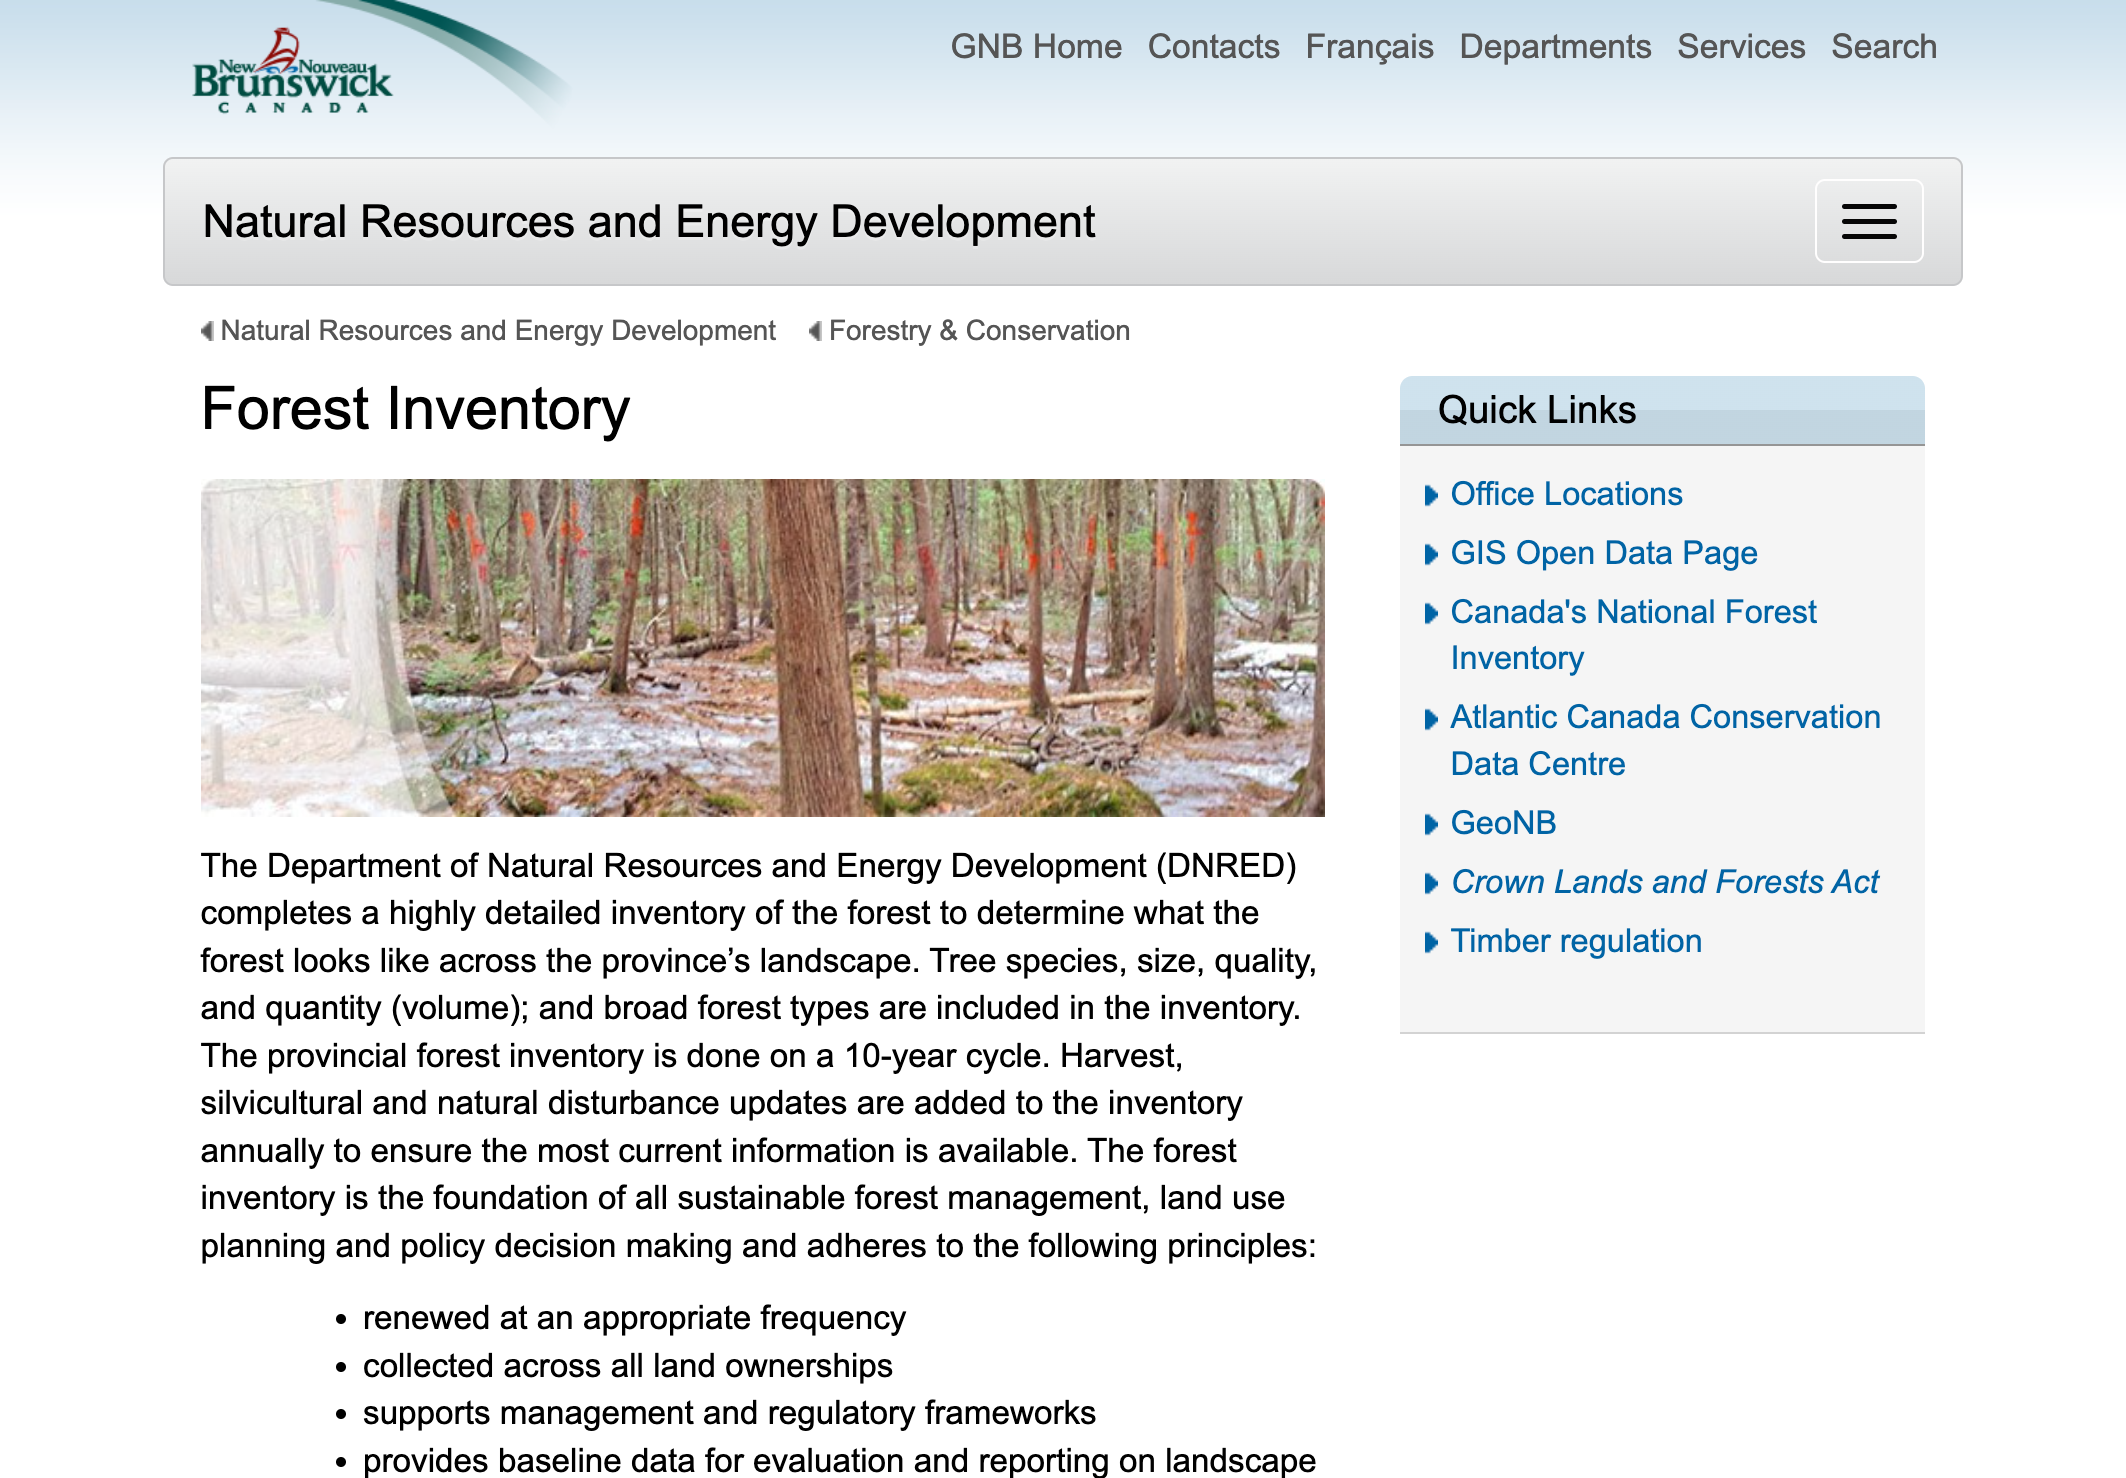 New Nouveau
Brunswick
CANADA
GNB Home Contacts Français Departments Services Search
Natural Resources and Energy Development
Natural Resources and Energy Development Forestry & Conservation
Forest Inventory
The Department of Natural Resources and Energy Development (DNRED)
completes a highly detailed inventory of the forest to determine what the
forest looks like across the province’s landscape. Tree species, size, quality,
and quantity (volume); and broad forest types are included in the inventory.
The provincial forest inventory is done on a 10-year cycle. Harvest,
silvicultural and natural disturbance updates are added to the inventory
annually to ensure the most current information is available. The forest
inventory is the foundation of all sustainable forest management, land use
planning and policy decision making and adheres to the following principles:
• renewed at an appropriate frequency
• collected across all land ownerships
• supports management and regulatory frameworks
• provides baseline data for evaluation and reporting on landscape
Quick Links
Office Locations
GIS Open Data Page
Canada's National Forest
Inventory
Atlantic Canada Conservation
Data Centre
GeoNB
Crown Lands and Forests Act
Timber regulation